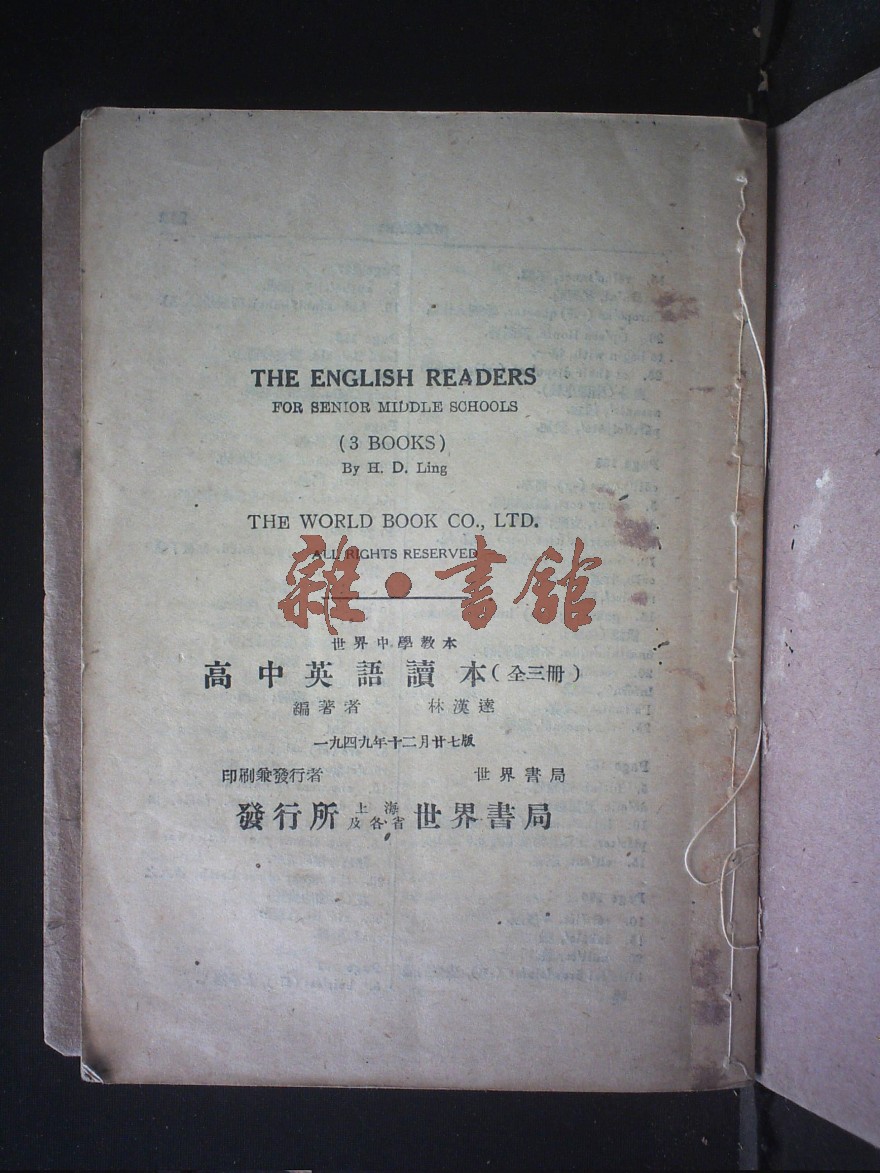 THE ENGLISH READERS
FOR SENIOR MIDDLE SCHOOLS
(3 BOOKS)
By H. D. Ling
THE WORLD BOOK CO., LTD.
ALL RIGHTS RESERVED
雜·書館
世界中學教本
高中英語讀本(全三冊)
編著者 林漢達
一九四九年十二月廿七版
印刷兼發行者 世界書局
發行所 上海及各省 世界書局